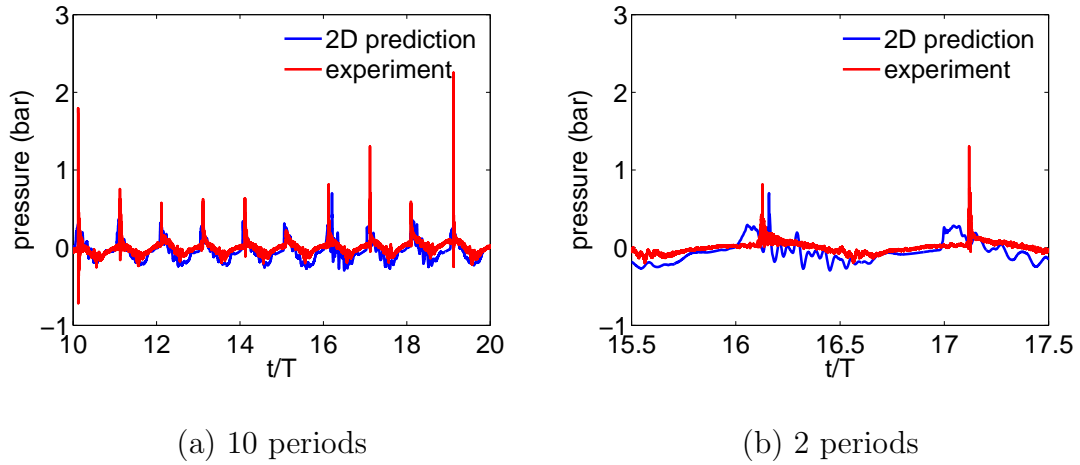 3
2
1
0
−1
pressure (bar)
10
12
14
16
18
20
t/T
2D prediction
experiment
(a) 10 periods
3
2
1
0
−1
pressure (bar)
15.5
16
16.5
17
17.5
t/T
2D prediction
experiment
(b) 2 periods